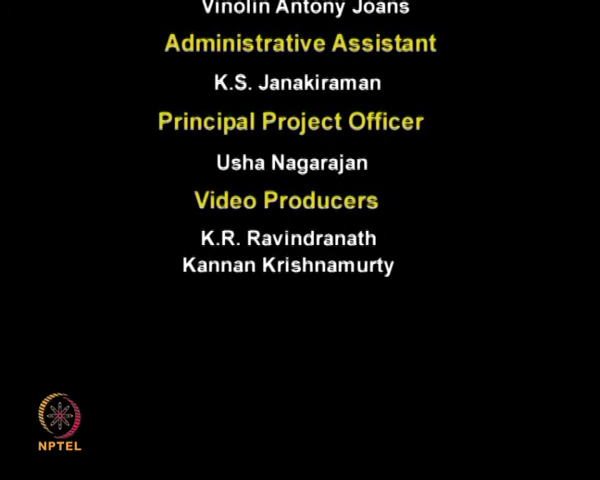 Vinolin Antony Joans
Administrative Assistant
K.S. Janakiraman
Principal Project Officer
Usha Nagarajan
Video Producers
K.R. Ravindranath
Kannan Krishnamurty
NPTEL